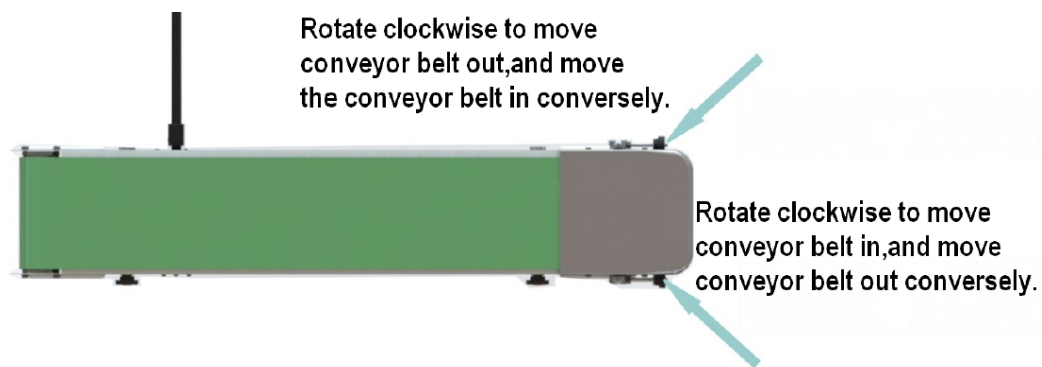 Rotate clockwise to move
conveyor belt out,and move
the conveyor belt in conversely.
Rotate clockwise to move
conveyor belt in,and move
conveyor belt out conversely.